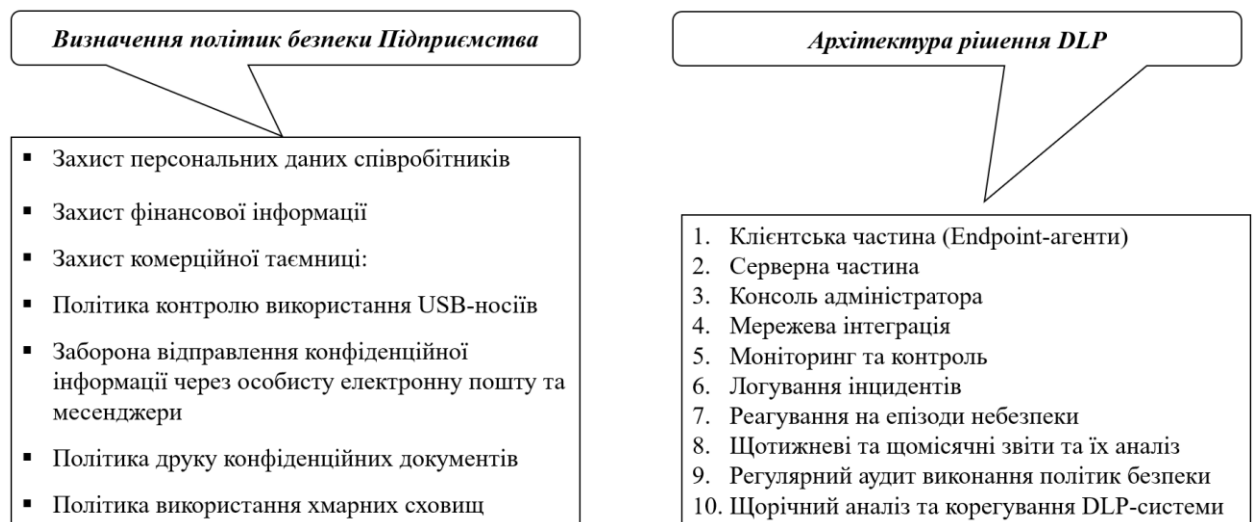 Визначення політик безпеки Підприємства
▪ Захист персональних даних співробітників
▪ Захист фінансової інформації
▪ Захист комерційної таємниці:
▪ Політика контролю використання USB-носіїв
▪ Заборона відправлення конфіденційної
інформації через особисту електронну пошту та
месенджери
▪ Політика друку конфіденційних документів
▪ Політика використання хмарних сховищ
Архітектура рішення DLP
1. Клієнтська частина (Endpoint-агенти)
2. Серверна частина
3. Консоль адміністратора
4. Мережева інтеграція
5. Моніторинг та контроль
6. Логування інцидентів
7. Реагування на епізоди небезпеки
8. Щотижневі та щомісячні звіти та їх аналіз
9. Регулярний аудит виконання політик безпеки
10. Щорічний аналіз та корегування DLP-системи